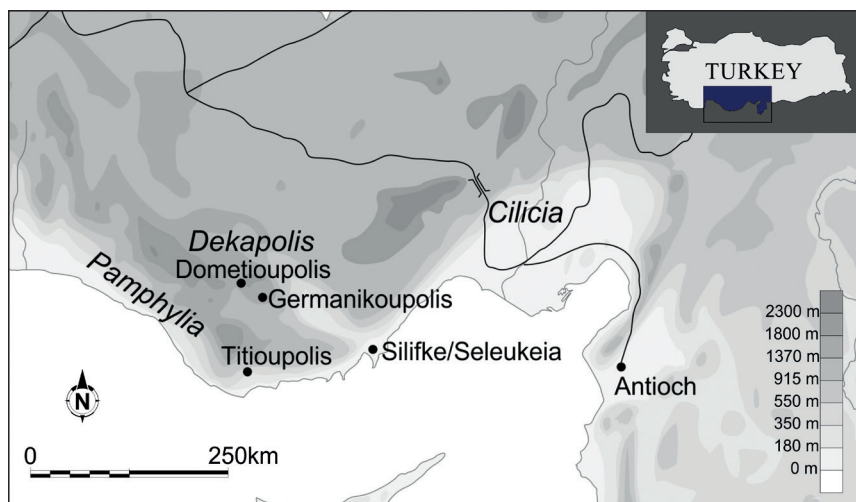 TURKEY
Cilicia
Dekapolis
Dometioupolis
Pamphylia
Germanikoupolis
Titioupolis
Silifke/Seleukeia
Antioch
N
0 250km
2300 m
1800 m
1370 m
915 m
550 m
350 m
180 m
0 m